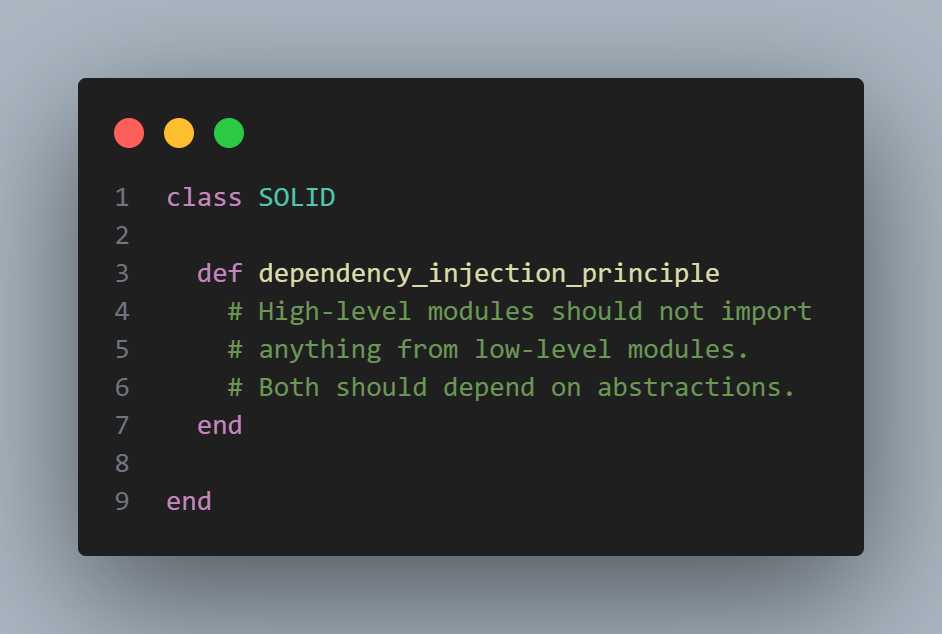 1 class SOLID
2
3 def dependency_injection_principle
4 # High-level modules should not import
5 # anything from low-level modules.
6 # Both should depend on abstractions.
7 end
8
9 end